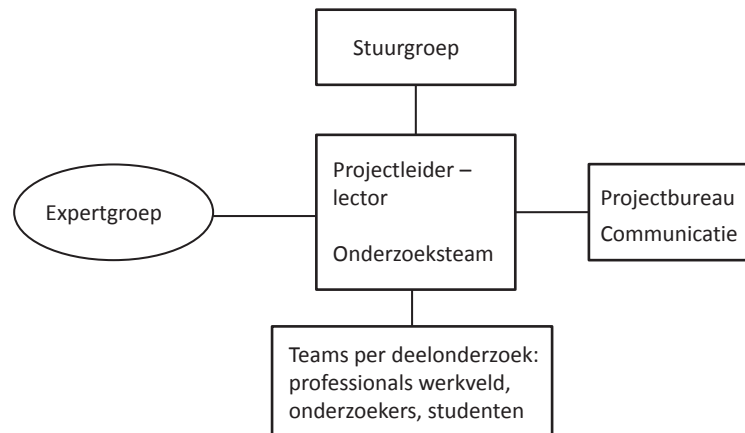 Stuurgroep
Expertgroep
Projectleider –
lector
Onderzoeksteam
Projectbureau
Communicatie
Teams per deelonderzoek:
professionals werkveld,
onderzoekers, studenten